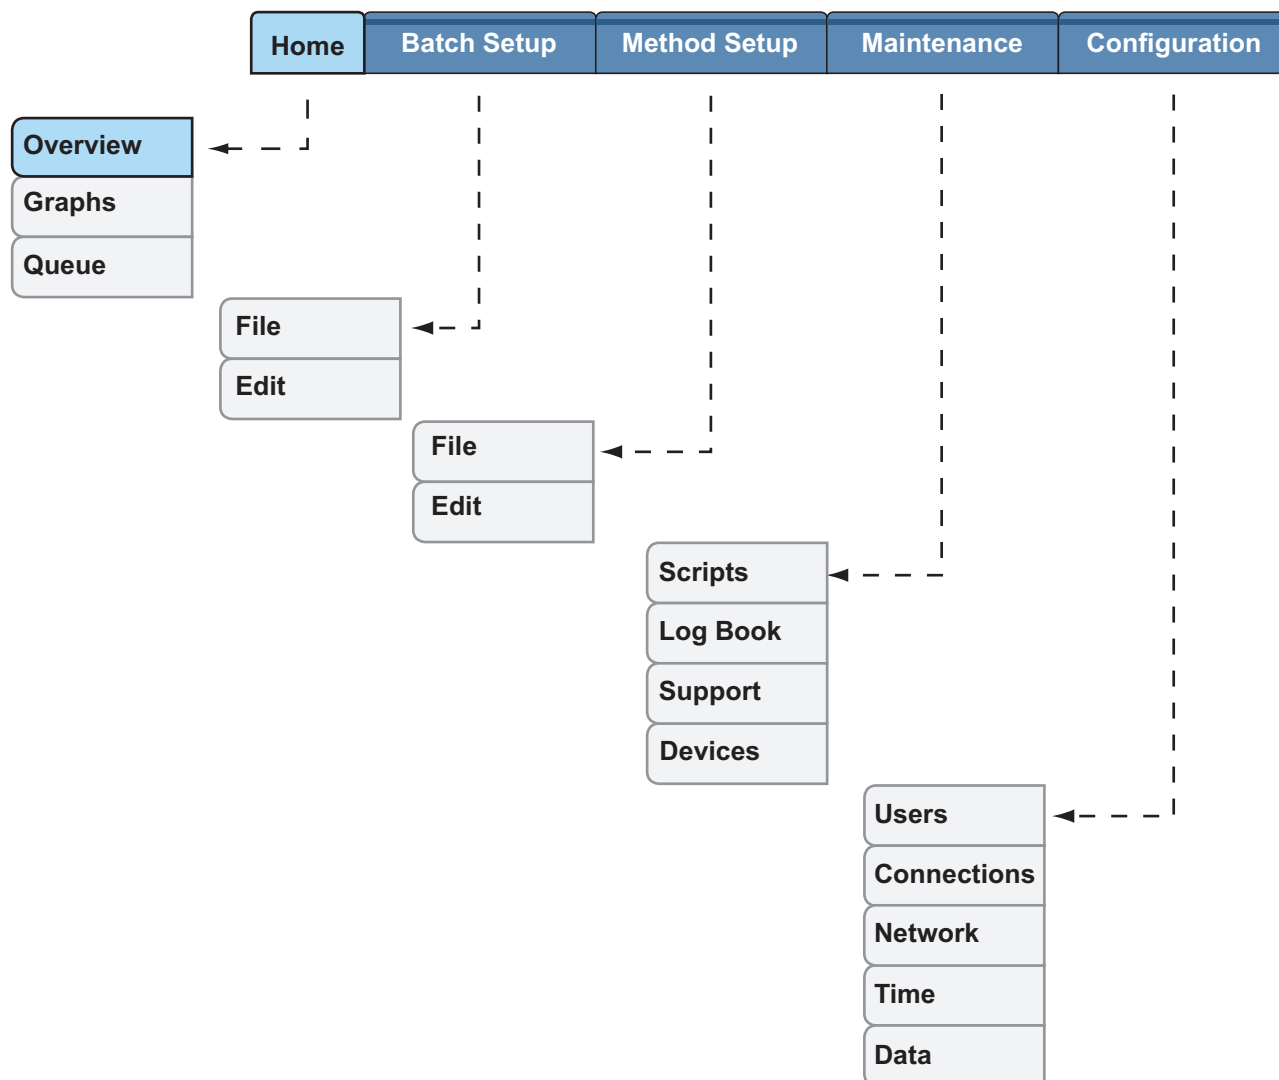 Home Batch Setup Method Setup Maintenance Configuration
Overview
Graphs
Queue
File
Edit
File
Edit
Scripts
Log Book
Support
Devices
Users
Connections
Network
Time
Data